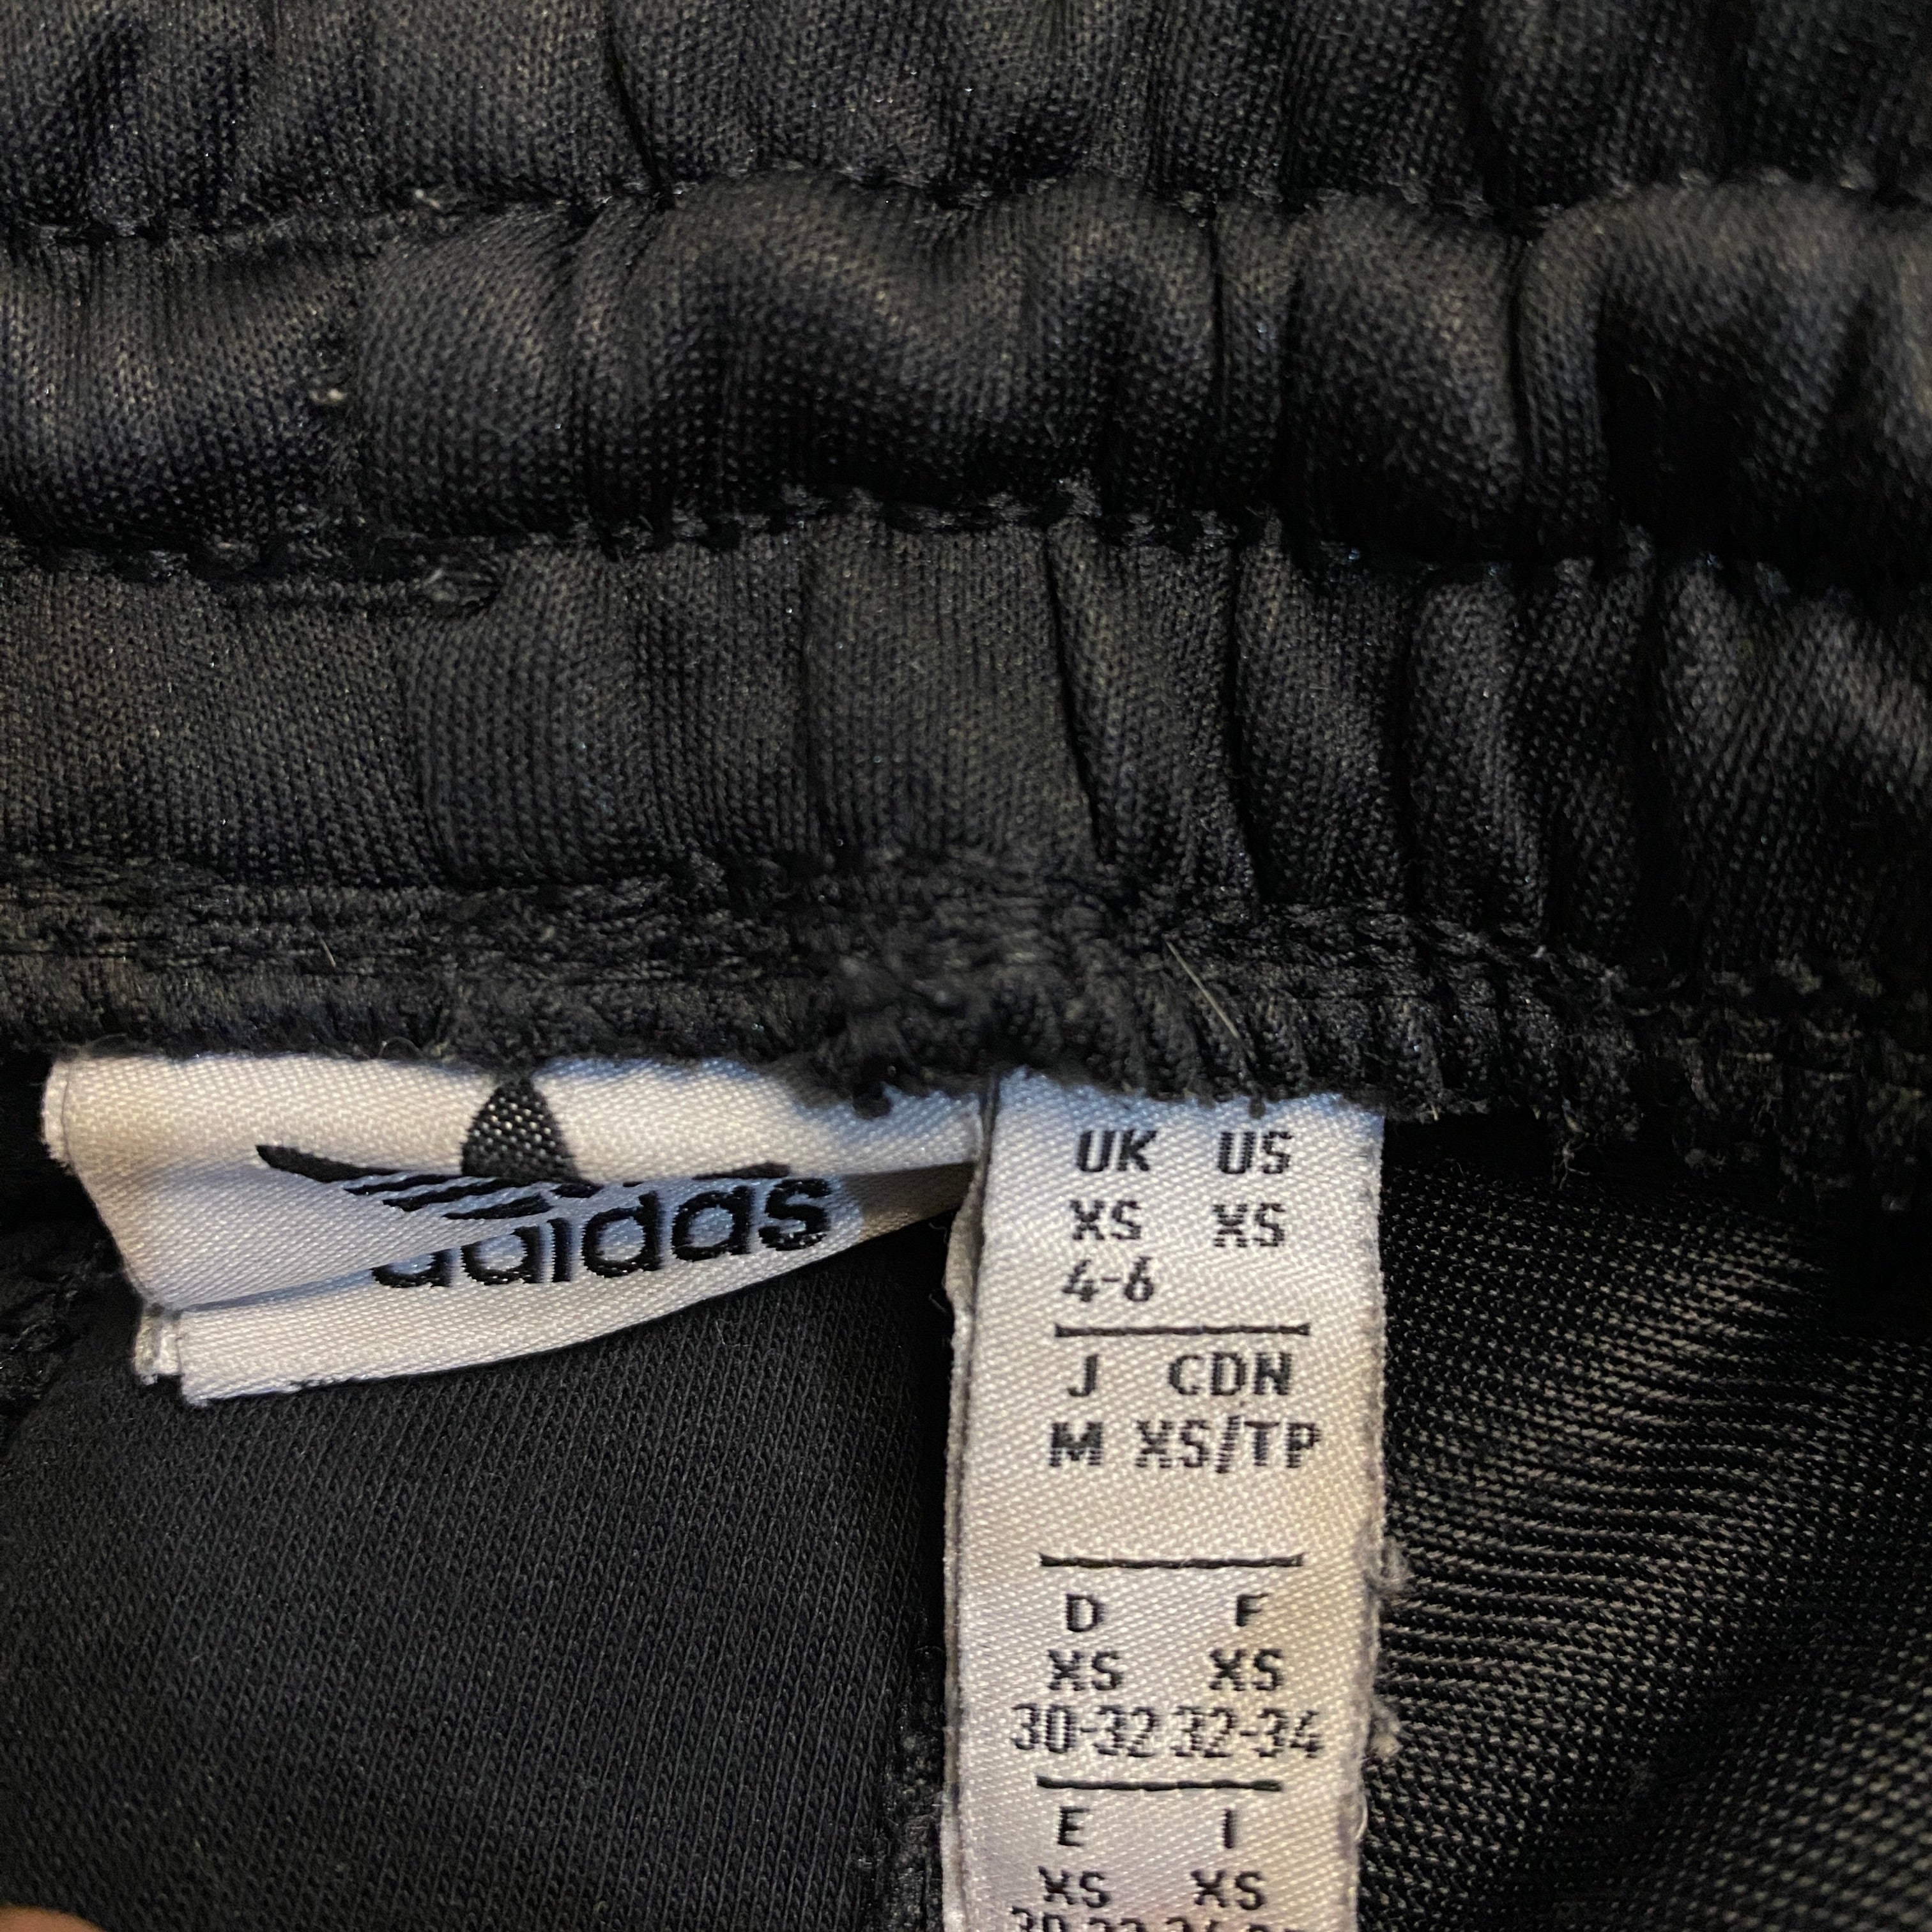 adidas
UK US
XS XS
4-6
J CDN
M XS/TP
D F
XS XS
30-32 32-34
E I
XS XS